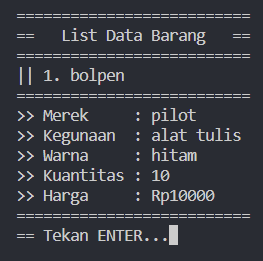 ==========================
==   List Data Barang   ==
==========================
|| 1. bolpen
==========================
>> Merek     : pilot
>> Kegunaan  : alat tulis
>> Warna     : hitam
>> Kuantitas : 10
>> Harga     : Rp10000
==========================
== Tekan ENTER...